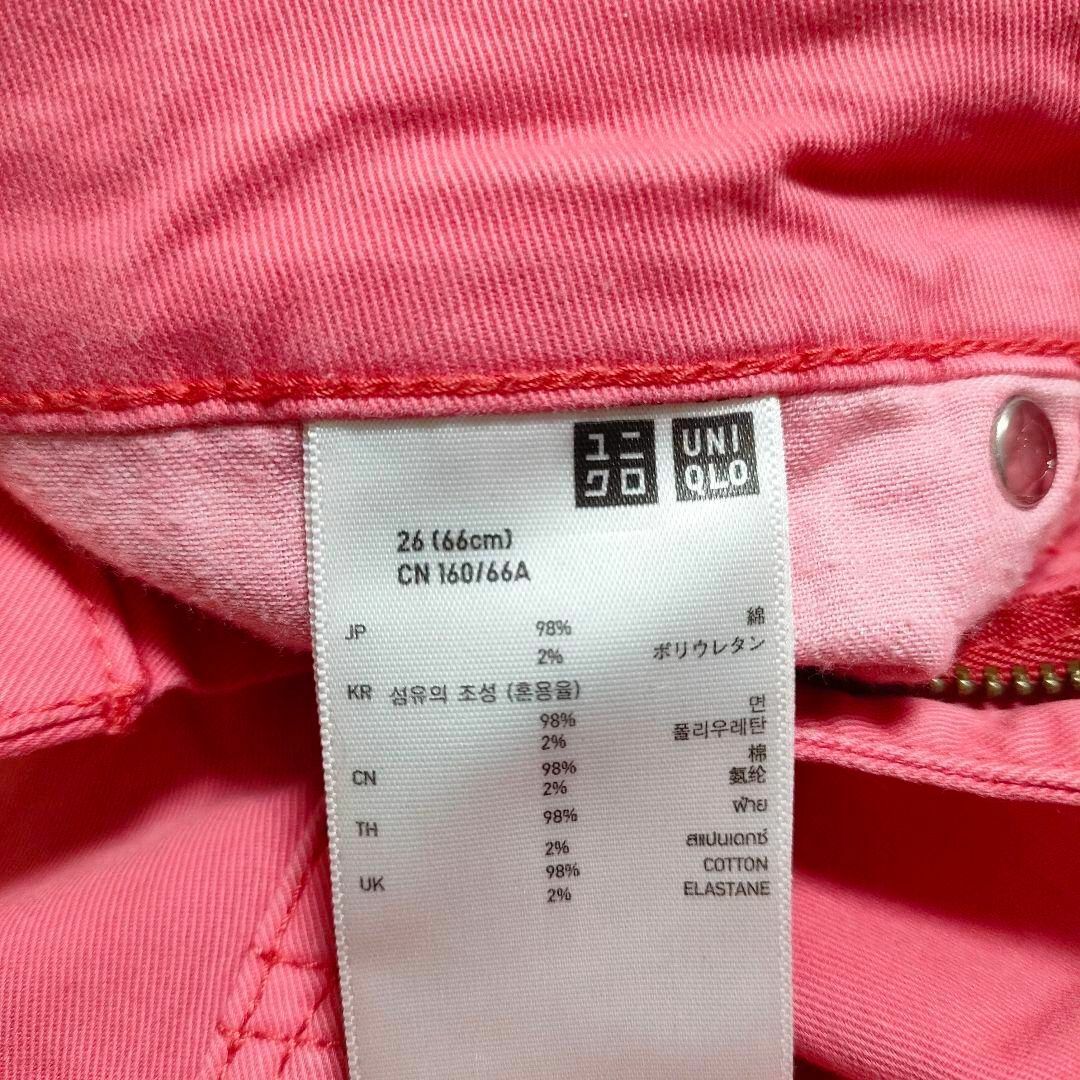 ユニ
クロ
UNI
QLO
26 (66cm)
CN 160/66A
JP 98% 綿
2% ポリウレタン
KR 섬유의 조성 (혼용율)
98% 면
2% 폴리우레탄
CN 98% 棉
2% 氨纶
TH 98% ฝ้าย
2% สแปนเดกซ์
UK 98% COTTON
2% ELASTANE